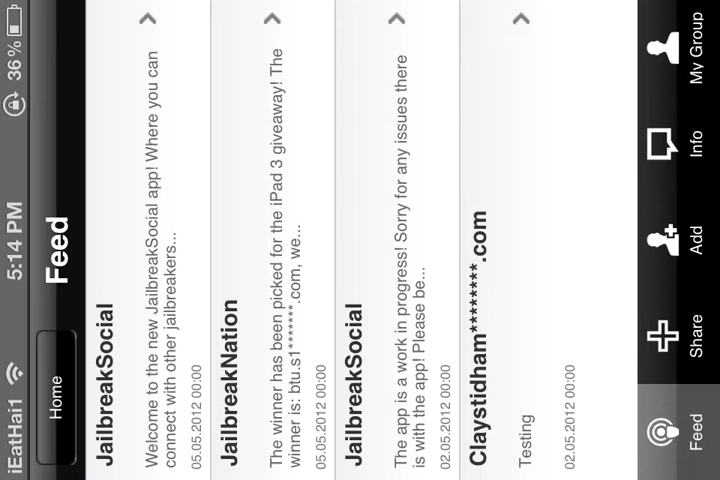 iEatHai1 5:14 PM 36%
Home Feed
JailbreakSocial
Welcome to the new JailbreakSocial app! Where you can
connect with other jailbreakers...
05.05.2012 00:00
JailbreakNation
The winner has been picked for the iPad 3 giveaway! The
winner is: btu.s1*******.com, we...
05.05.2012 00:00
JailbreakSocial
The app is a work in progress! Sorry for any issues there
is with the app! Please be...
02.05.2012 00:00
Claystidham********.com
Testing
02.05.2012 00:00
Feed Share Add Info My Group